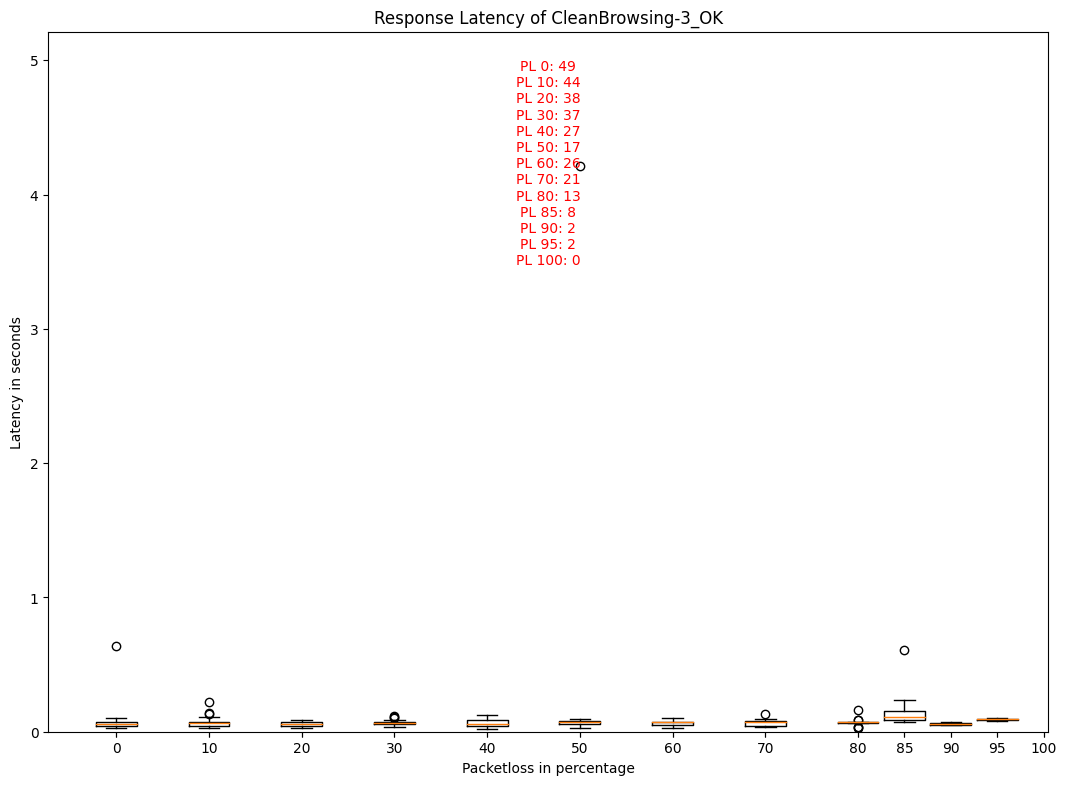 Response Latency of CleanBrowsing-3_OK
PL 0: 49
PL 10: 44
PL 20: 38
PL 30: 37
PL 40: 27
PL 50: 17
PL 60: 26
PL 70: 21
PL 80: 13
PL 85: 8
PL 90: 2
PL 95: 2
PL 100: 0
Latency in seconds
5
4
3
2
1
0
0 10 20 30 40 50 60 70 80 85 90 95 100
Packetloss in percentage